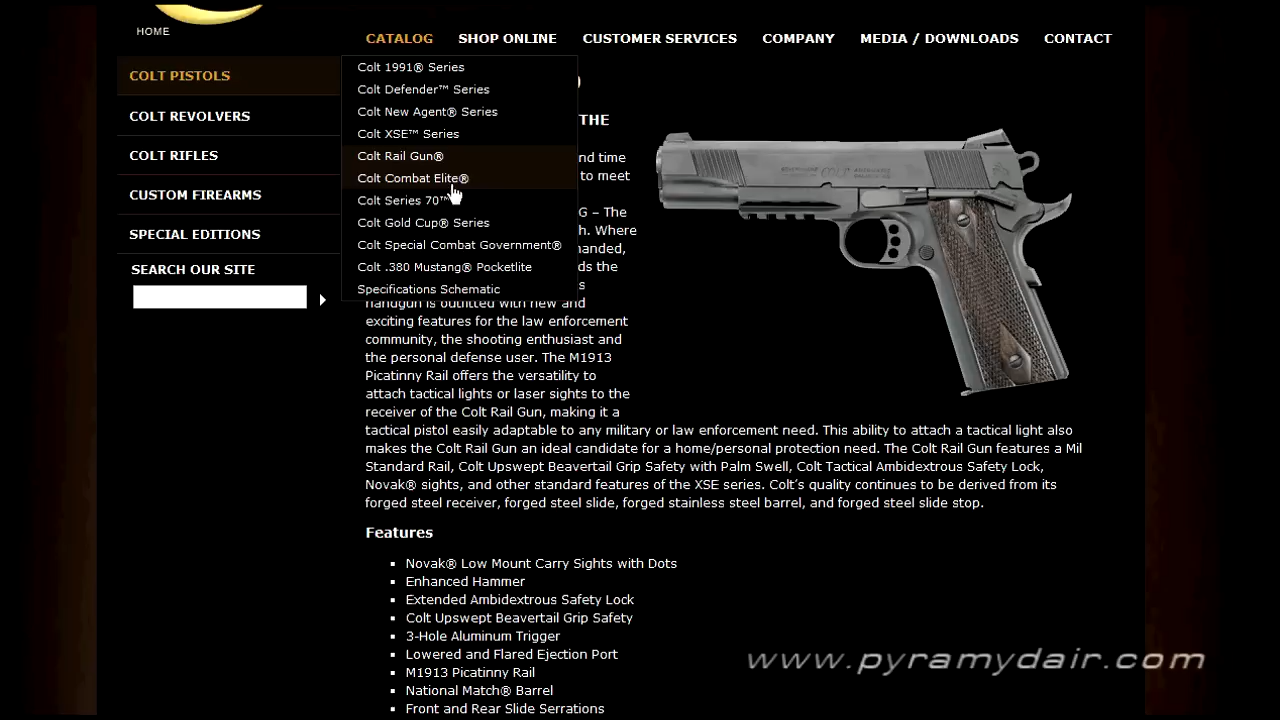 HOME
CATALOG SHOP ONLINE CUSTOMER SERVICES COMPANY MEDIA / DOWNLOADS CONTACT
COLT PISTOLS
COLT REVOLVERS
COLT RIFLES
CUSTOM FIREARMS
SPECIAL EDITIONS
SEARCH OUR SITE
Colt 1991® Series
Colt Defender™ Series
Colt New Agent® Series
Colt XSE™ Series
Colt Rail Gun®
Colt Combat Elite®
Colt Series 70™
Colt Gold Cup® Series
Colt Special Combat Government®
Colt .380 Mustang® Pocketlite
Specifications Schematic
THE
nd time
to meet
G – The
h. Where
handed,
ds the
s
handgun is outfitted with new and
exciting features for the law enforcement
community, the shooting enthusiast and
the personal defense user. The M1913
Picatinny Rail offers the versatility to
attach tactical lights or laser sights to the
receiver of the Colt Rail Gun, making it a
tactical pistol easily adaptable to any military or law enforcement need. This ability to attach a tactical light also
makes the Colt Rail Gun an ideal candidate for a home/personal protection need. The Colt Rail Gun features a Mil
Standard Rail, Colt Upswept Beavertail Grip Safety with Palm Swell, Colt Tactical Ambidextrous Safety Lock,
Novak® sights, and other standard features of the XSE series. Colt's quality continues to be derived from its
forged steel receiver, forged steel slide, forged stainless steel barrel, and forged steel slide stop.
Features
Novak® Low Mount Carry Sights with Dots
Enhanced Hammer
Extended Ambidextrous Safety Lock
Colt Upswept Beavertail Grip Safety
3-Hole Aluminum Trigger
Lowered and Flared Ejection Port
M1913 Picatinny Rail
National Match® Barrel
Front and Rear Slide Serrations
www.pyramydair.com